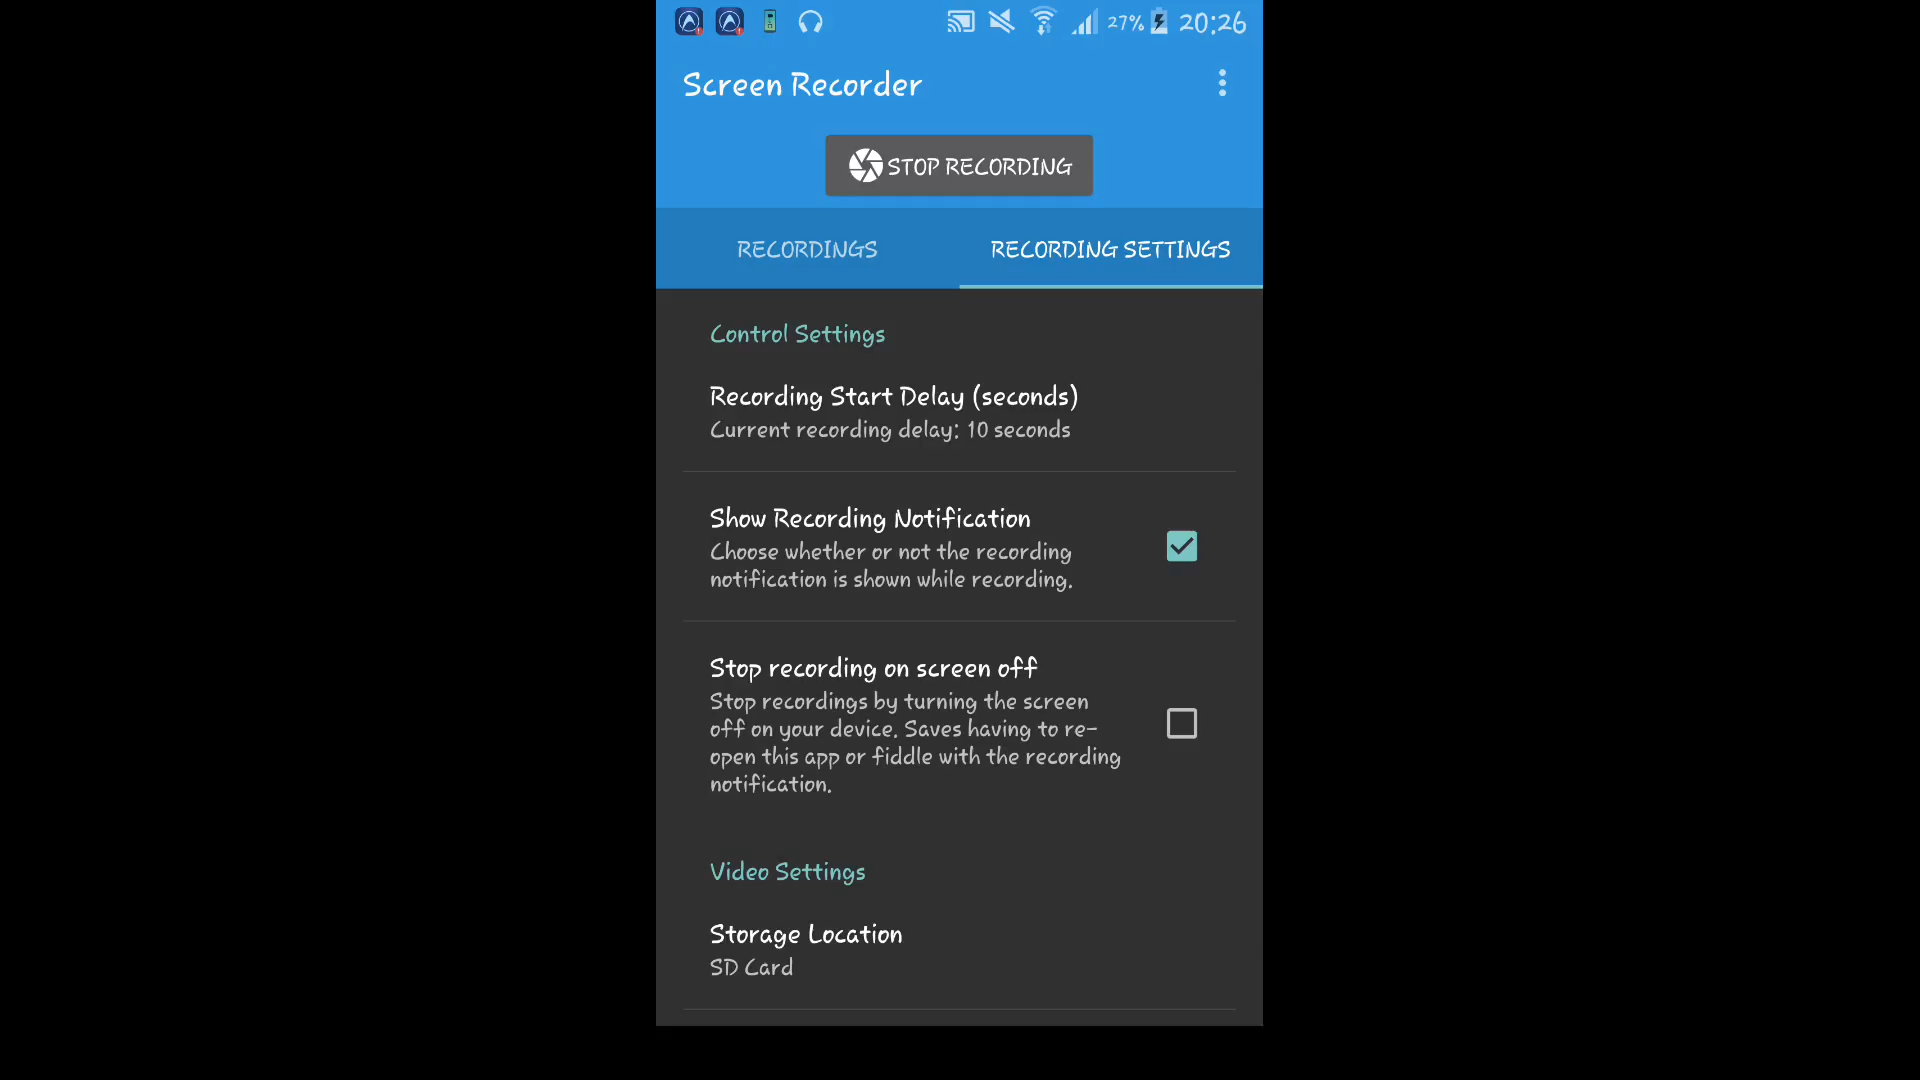 27% 20:26
Screen Recorder
STOP RECORDING
RECORDINGS RECORDING SETTINGS
Control Settings
Recording Start Delay (seconds)
Current recording delay: 10 seconds
Show Recording Notification
Choose whether or not the recording
notification is shown while recording.
Stop recording on screen off
Stop recordings by turning the screen
off on your device. Saves having to re-
open this app or fiddle with the recording
notification.
Video Settings
Storage Location
SD Card